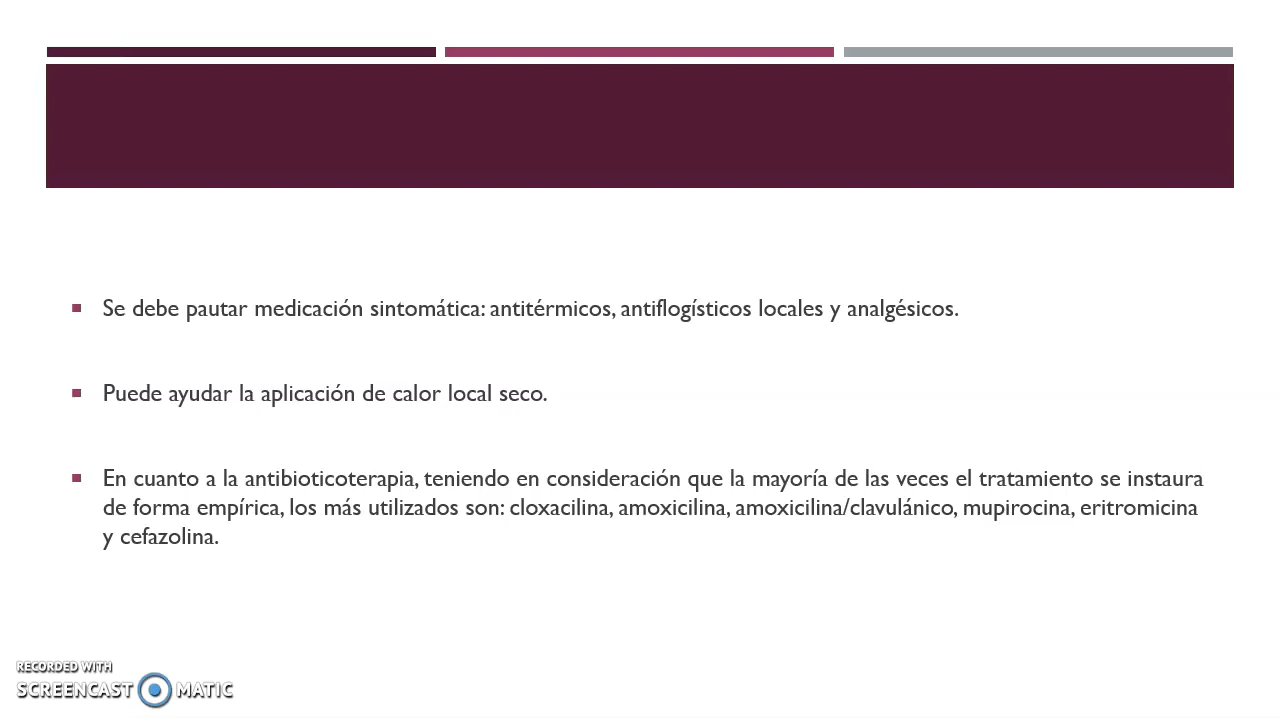 Se debe pautar medicación sintomática: antitérmicos, antiflogísticos locales y analgésicos.
Puede ayudar la aplicación de calor local seco.
En cuanto a la antibioticoterapia, teniendo en consideración que la mayoría de las veces el tratamiento se instaura
de forma empírica, los más utilizados son: cloxacilina, amoxicilina, amoxicilina/clavulánico, mupirocina, eritromicina
y cefazolina.
RECORDED WITH
SCREENCAST MATIC